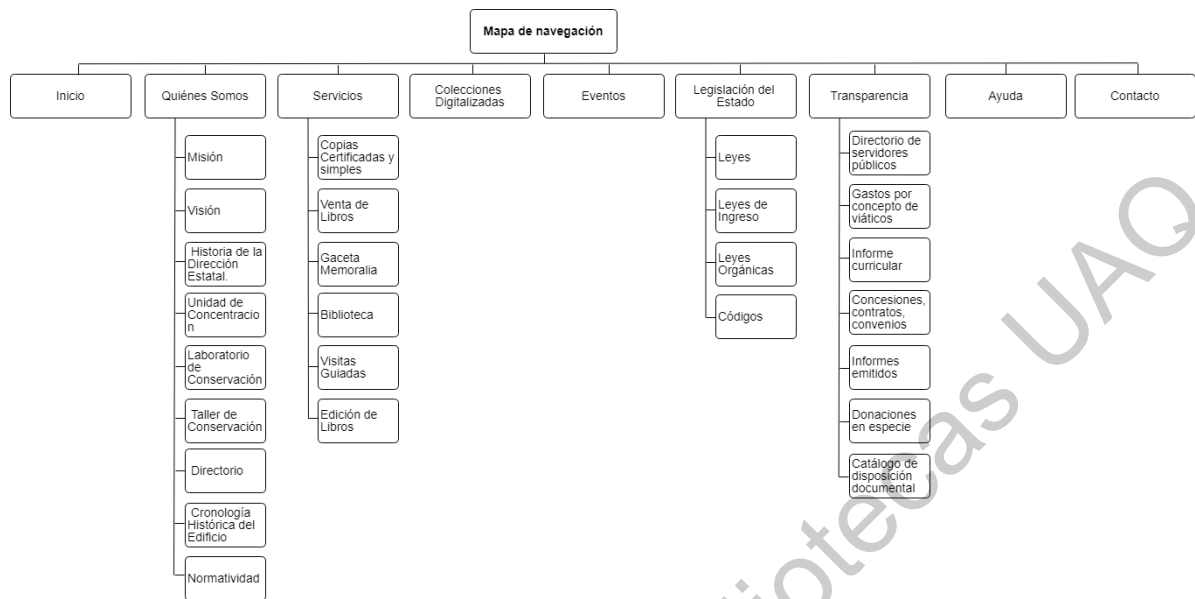 Mapa de navegación
Inicio
Quiénes Somos
Servicios
Colecciones
Digitalizadas
Eventos
Legislación del
Estado
Transparencia
Ayuda
Contacto
Misión
Visión
Historia de la
Dirección
Estatal.
Unidad de
Concentracio
n
Laboratorio
de
Conservación
Taller de
Conservación
Directorio
Cronología
Histórica del
Edificio
Normatividad
Copias
Certificadas y
simples
Venta de
Libros
Gaceta
Memoralia
Biblioteca
Visitas
Guiadas
Edición de
Libros
Leyes
Leyes de
Ingreso
Leyes
Orgánicas
Códigos
Directorio de
servidores
públicos
Gastos por
concepto de
viáticos
Informe
curricular
Concesiones,
contratos,
convenios
Informes
emitidos
Donaciones
en especie
Catálogo de
disposición
documental
liotecas UAQ